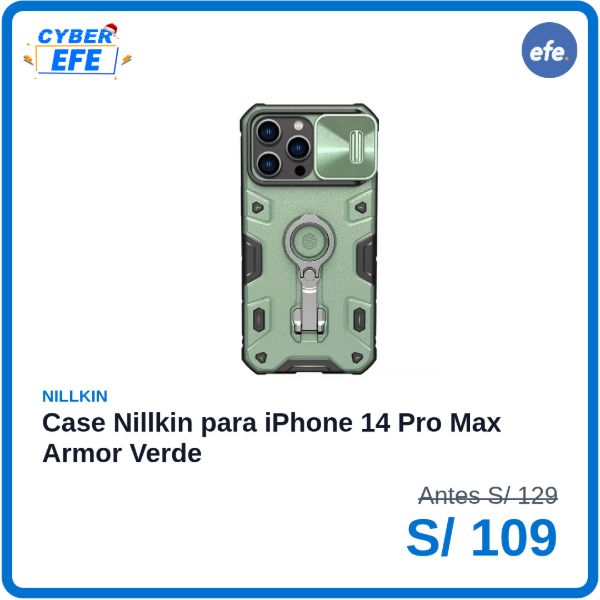 CYBER
EFE
efe.
NILLKIN
Case Nillkin para iPhone 14 Pro Max
Armor Verde
Antes S/ 129
S/ 109